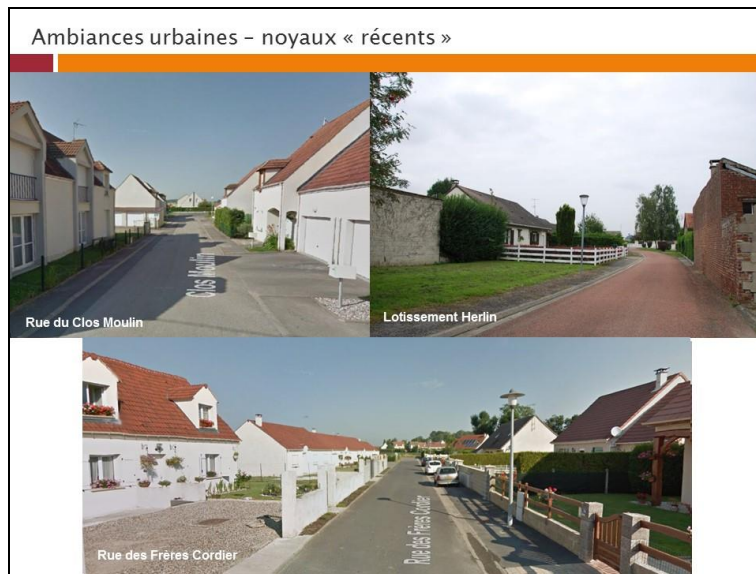 Ambiances urbaines – noyaux « récents »
Clos Moulin
Rue du Clos Moulin
Lotissement Herlin
Rue des Frères Cordier
Rue des Frères Cordier